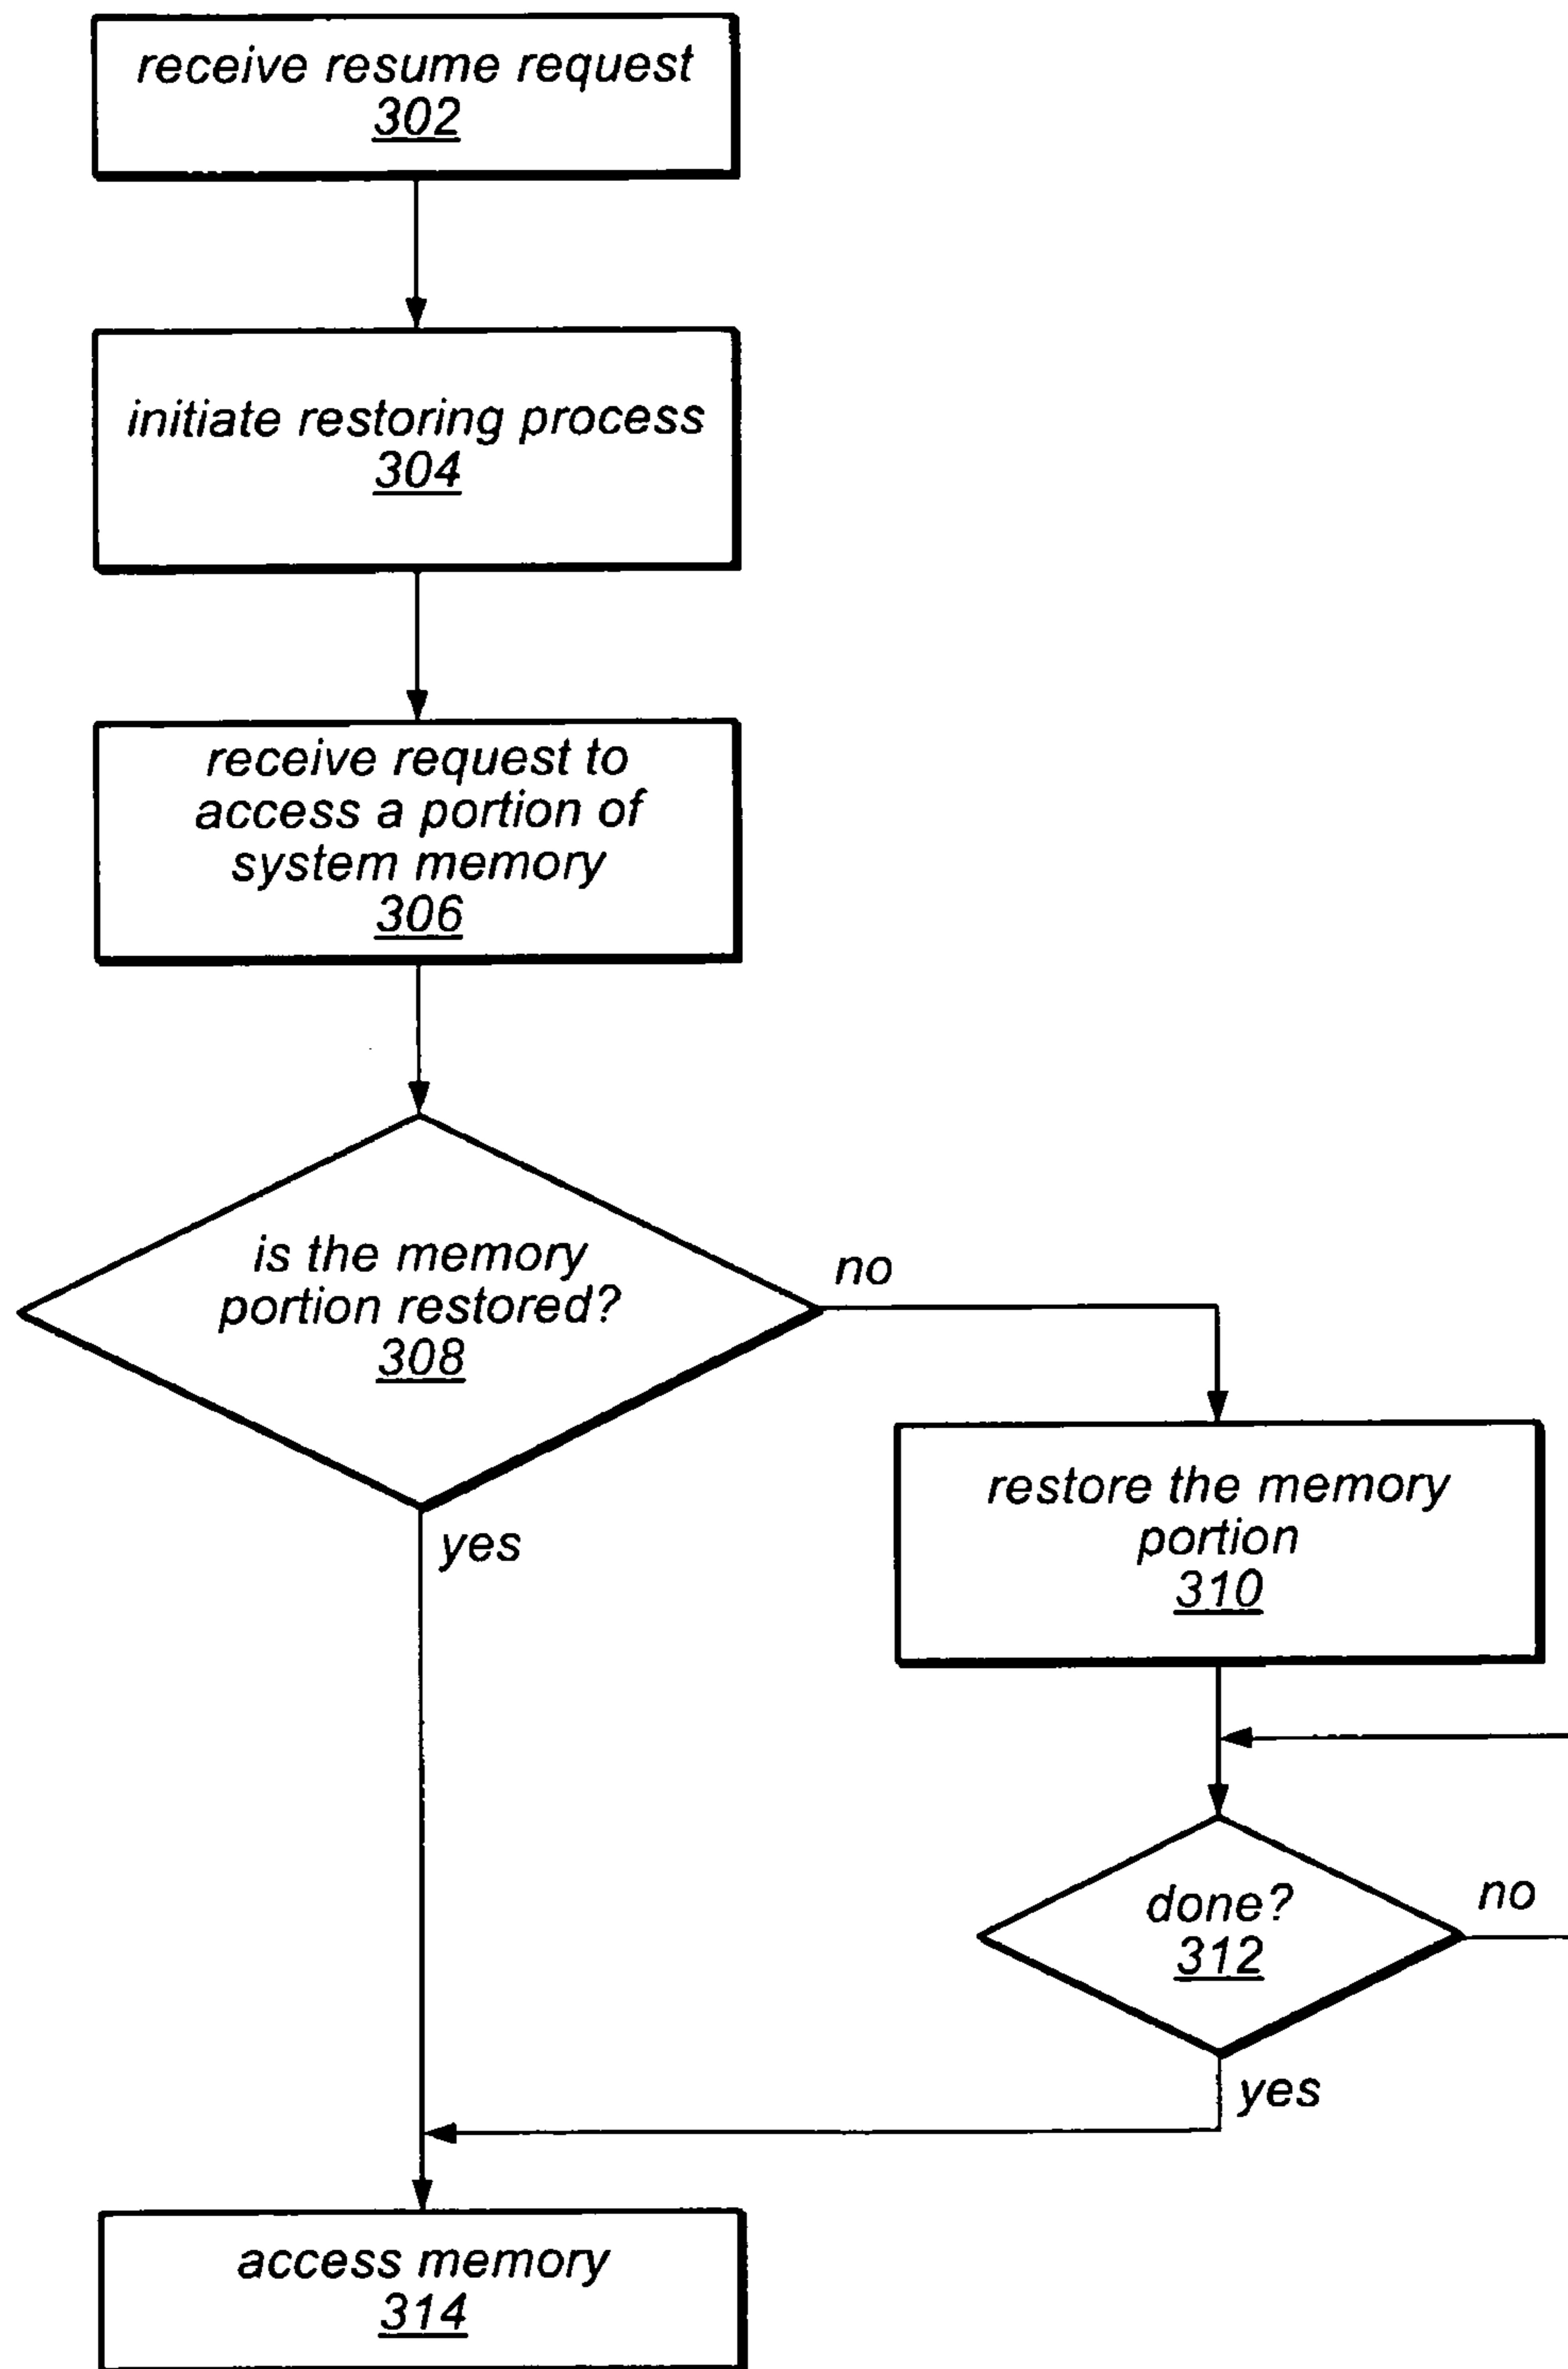 receive resume request
302
initiate restoring process
304
receive request to
access a portion of
system memory
306
is the memory
portion restored?
308
no
yes
restore the memory
portion
310
done?
312
no
yes
access memory
314